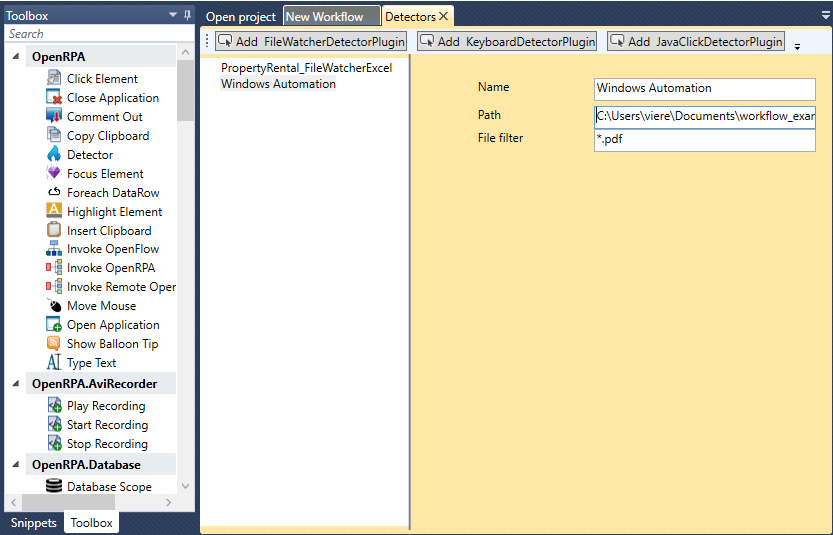 Toolbox
Search
OpenRPA
Click Element
Close Application
Comment Out
Copy Clipboard
Detector
Focus Element
Foreach DataRow
Highlight Element
Insert Clipboard
Invoke OpenFlow
Invoke OpenRPA
Invoke Remote Oper
Move Mouse
Open Application
Show Balloon Tip
Type Text
OpenRPA.AviRecorder
Play Recording
Start Recording
Stop Recording
OpenRPA.Database
Database Scope
Snippets Toolbox
Open project New Workflow Detectors
Add FileWatcherDetectorPlugin Add KeyboardDetectorPlugin Add JavaClickDetectorPlugin
PropertyRental_FileWatcherExcel
Windows Automation
Name Windows Automation
Path C:\Users\viere\Documents\workflow_exar
File filter *.pdf